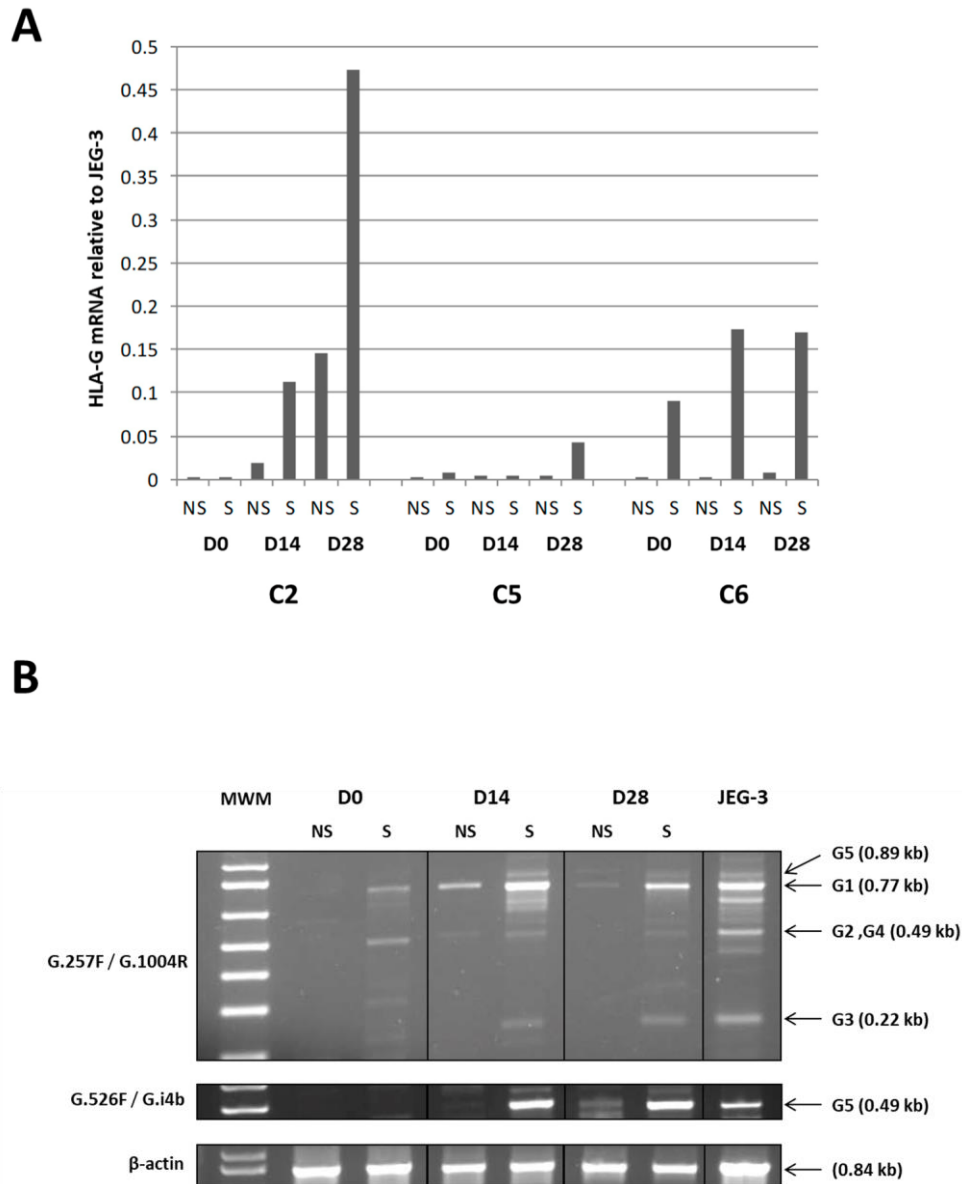 A
HLA-G mRNA relative to JEG-3
0.5
0.45
0.4
0.35
0.3
0.25
0.2
0.15
0.1
0.05
0
NS S NS S NS S NS S NS S NS S NS S NS S NS S
D0 D14 D28 D0 D14 D28 D0 D14 D28
C2 C5 C6
B
MWM D0 D14 D28 JEG-3
NS S NS S NS S
G5 (0.89 kb)
G1 (0.77 kb)
G2 ,G4 (0.49 kb)
G.257F / G.1004R
G3 (0.22 kb)
G.526F / G.i4b
G5 (0.49 kb)
β-actin
(0.84 kb)